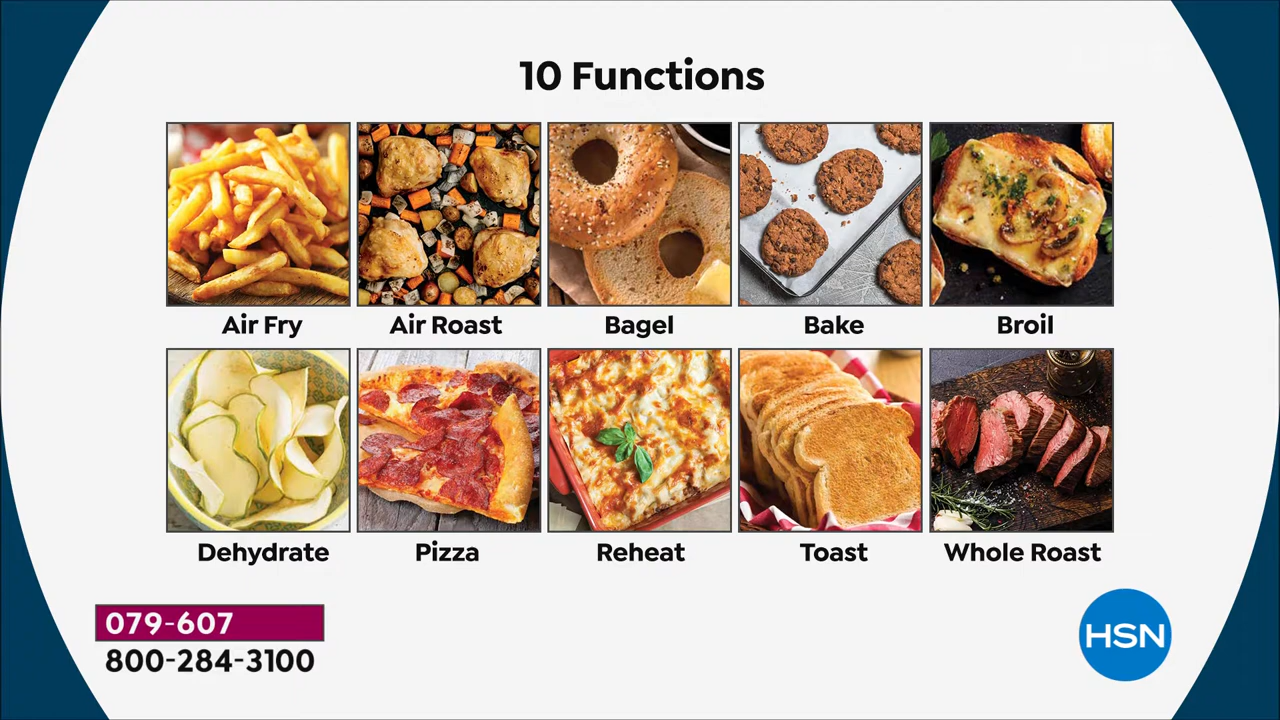 10 Functions
Air Fry
Air Roast
Bagel
Bake
Broil
Dehydrate
Pizza
Reheat
Toast
Whole Roast
079-607
800-284-3100
HSN